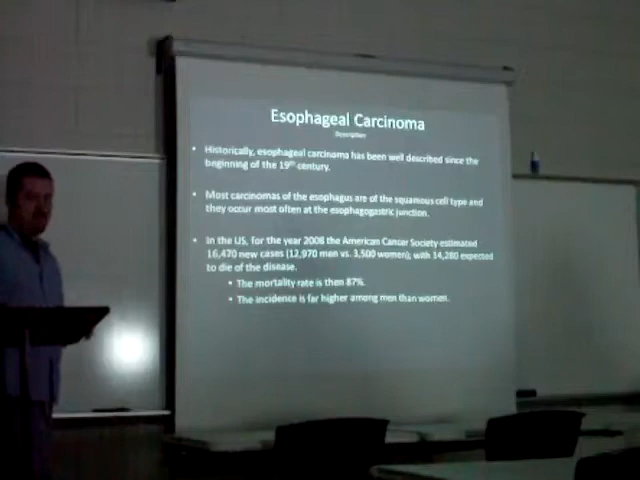 Esophageal Carcinoma
Description
• Historically, esophageal carcinoma has been well described since the
beginning of the 19th century.
• Most carcinomas of the esophagus are of the squamous cell type and
they occur most often at the esophagogastric junction.
• In the US, for the year 2008 the American Cancer Society estimated
16,470 new cases (12,970 men vs. 3,500 women), with 14,280 expected
to die of the disease.
• The mortality rate is then 87%.
• The incidence is far higher among men than women.